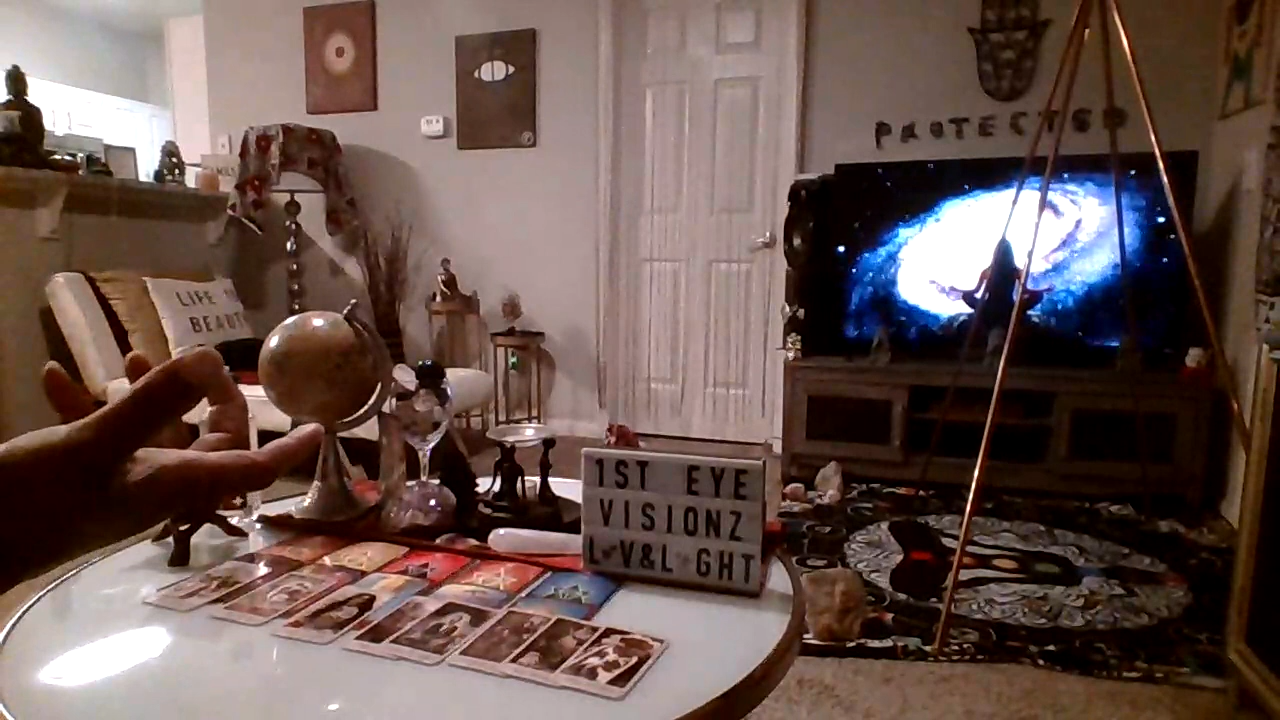 PROTECTED
LIFE
BEAUT
1ST EYE
VISIONZ
L♥V&L GHT